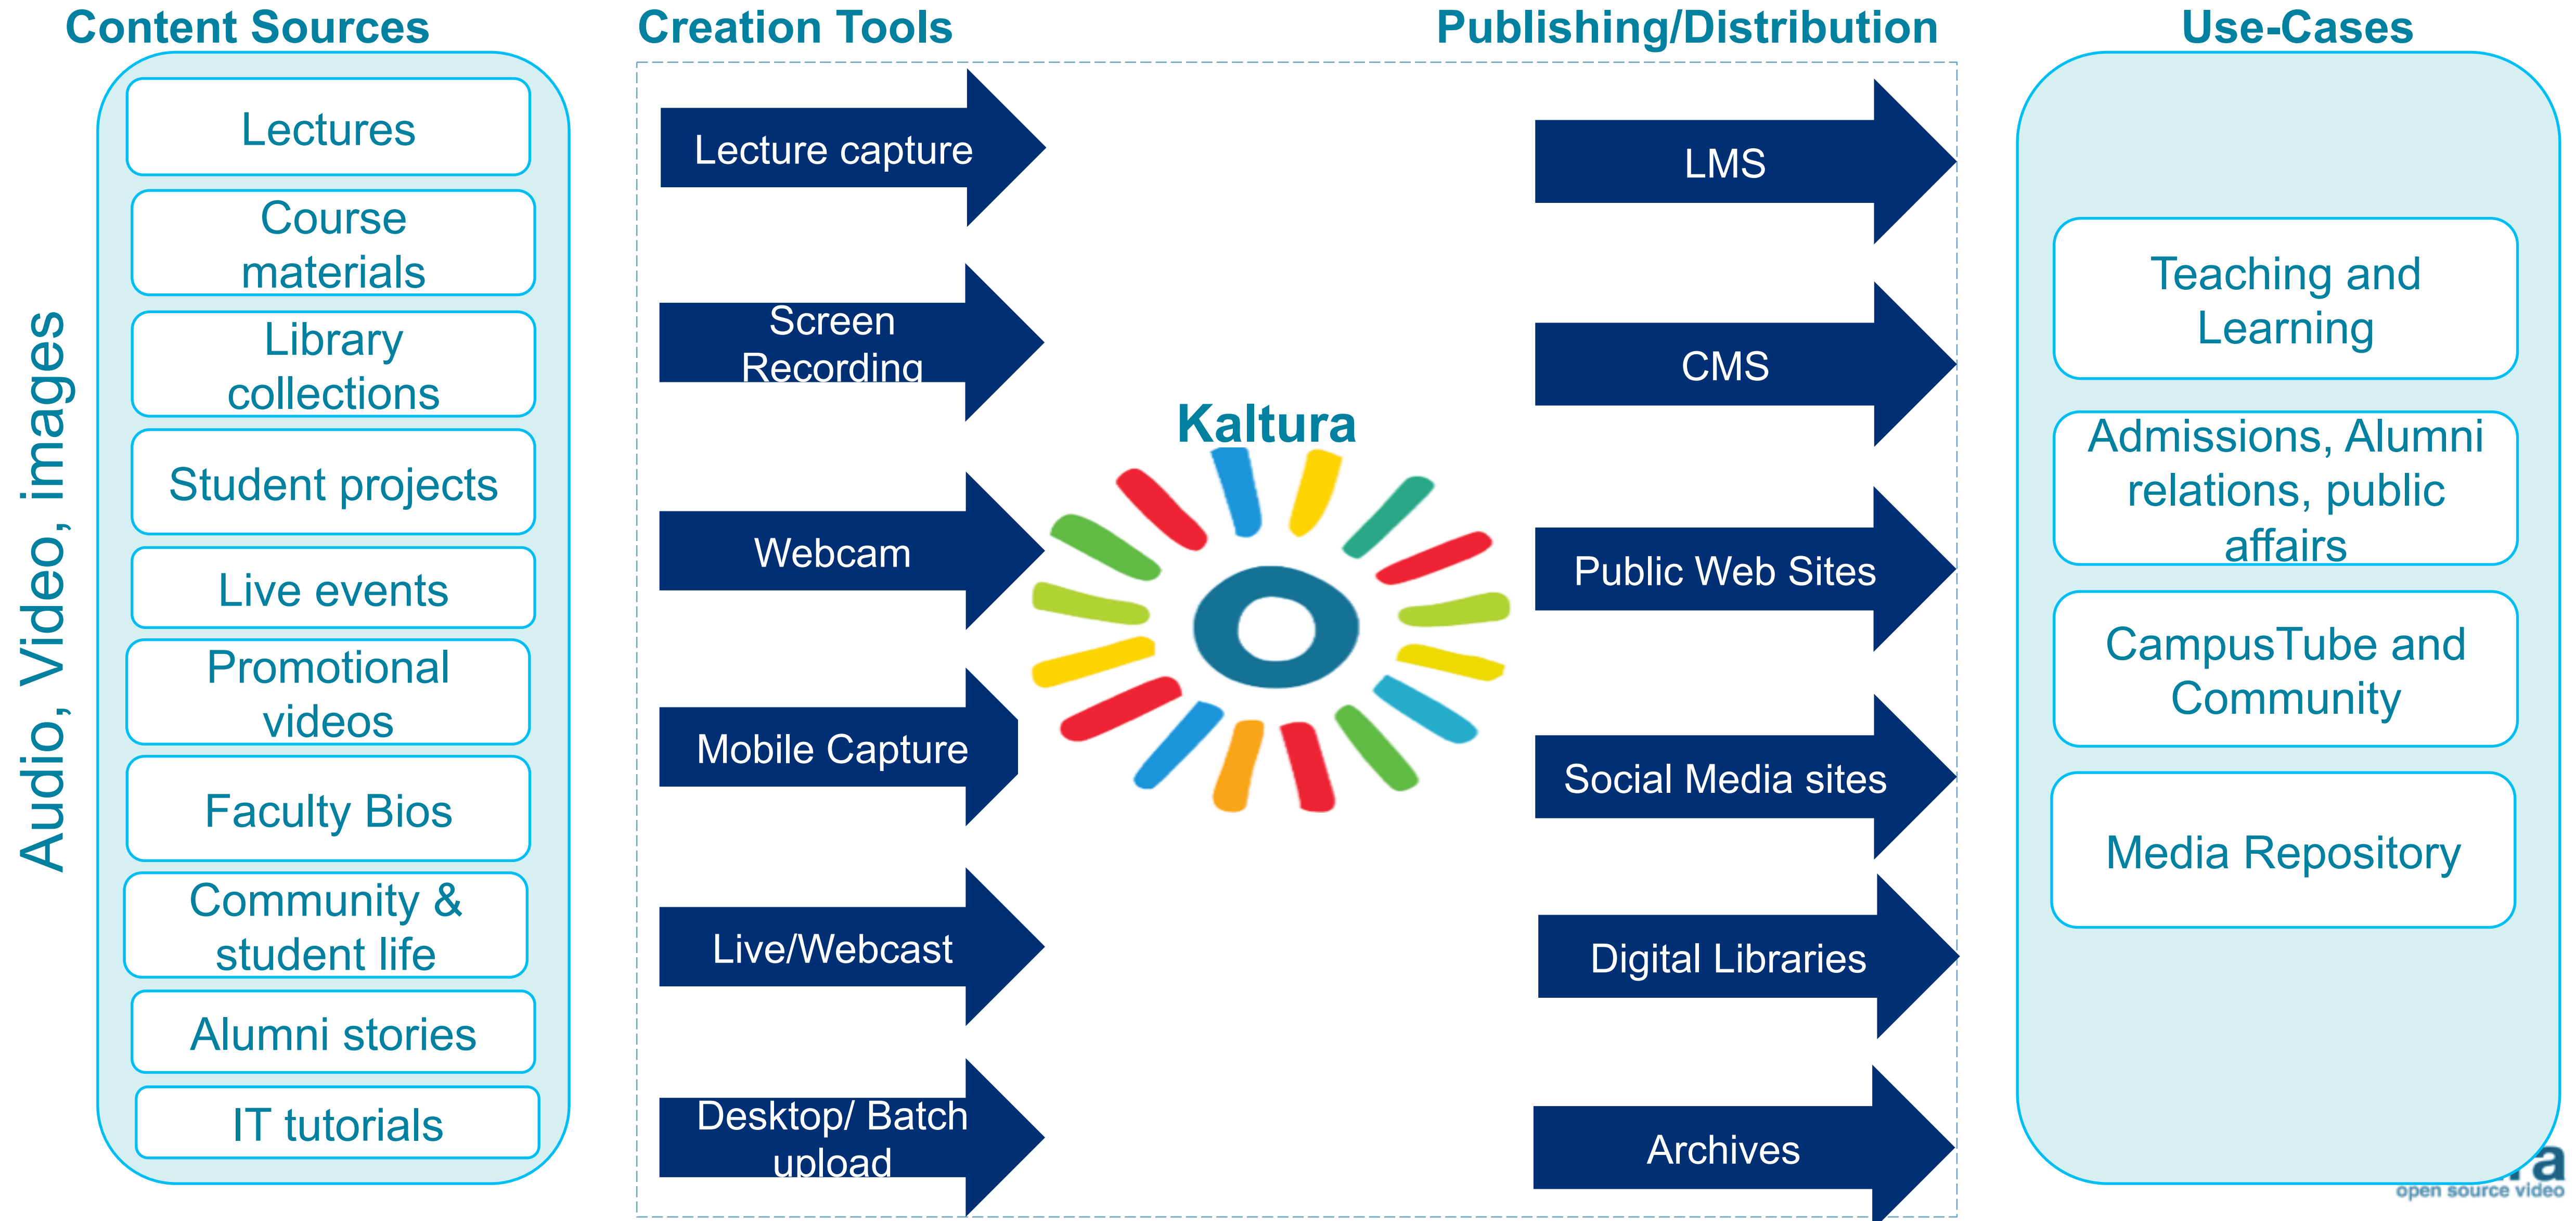 Content Sources
Creation Tools
Publishing/Distribution
Use-Cases
Audio, Video, images
Lectures
Course
materials
Library
collections
Student projects
Live events
Promotional
videos
Faculty Bios
Community &
student life
Alumni stories
IT tutorials
Lecture capture
Screen
Recording
Webcam
Mobile Capture
Live/Webcast
Desktop/ Batch
upload
Kaltura
LMS
CMS
Public Web Sites
Social Media sites
Digital Libraries
Archives
Teaching and
Learning
Admissions, Alumni
relations, public
affairs
CampusTube and
Community
Media Repository
open source video